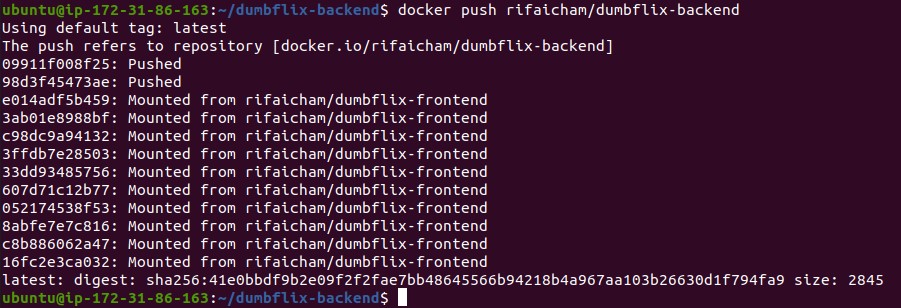 ubuntu@ip-172-31-86-163:~/dumbflix-backend$ docker push rifaicham/dumbflix-backend
Using default tag: latest
The push refers to repository [docker.io/rifaicham/dumbflix-backend]
09911f008f25: Pushed
98d3f45473ae: Pushed
e014adf5b459: Mounted from rifaicham/dumbflix-frontend
3ab01e8988bf: Mounted from rifaicham/dumbflix-frontend
c98dc9a94132: Mounted from rifaicham/dumbflix-frontend
3ffdb7e28503: Mounted from rifaicham/dumbflix-frontend
33dd93485756: Mounted from rifaicham/dumbflix-frontend
607d71c12b77: Mounted from rifaicham/dumbflix-frontend
052174538f53: Mounted from rifaicham/dumbflix-frontend
8abfe7e7c816: Mounted from rifaicham/dumbflix-frontend
c8b886062a47: Mounted from rifaicham/dumbflix-frontend
16fc2e3ca032: Mounted from rifaicham/dumbflix-frontend
latest: digest: sha256:41e0bbdf9b2e09f2f2fae7bb48645566b94218b4a967aa103b26630d1f794fa9 size: 2845
ubuntu@ip-172-31-86-163:~/dumbflix-backend$